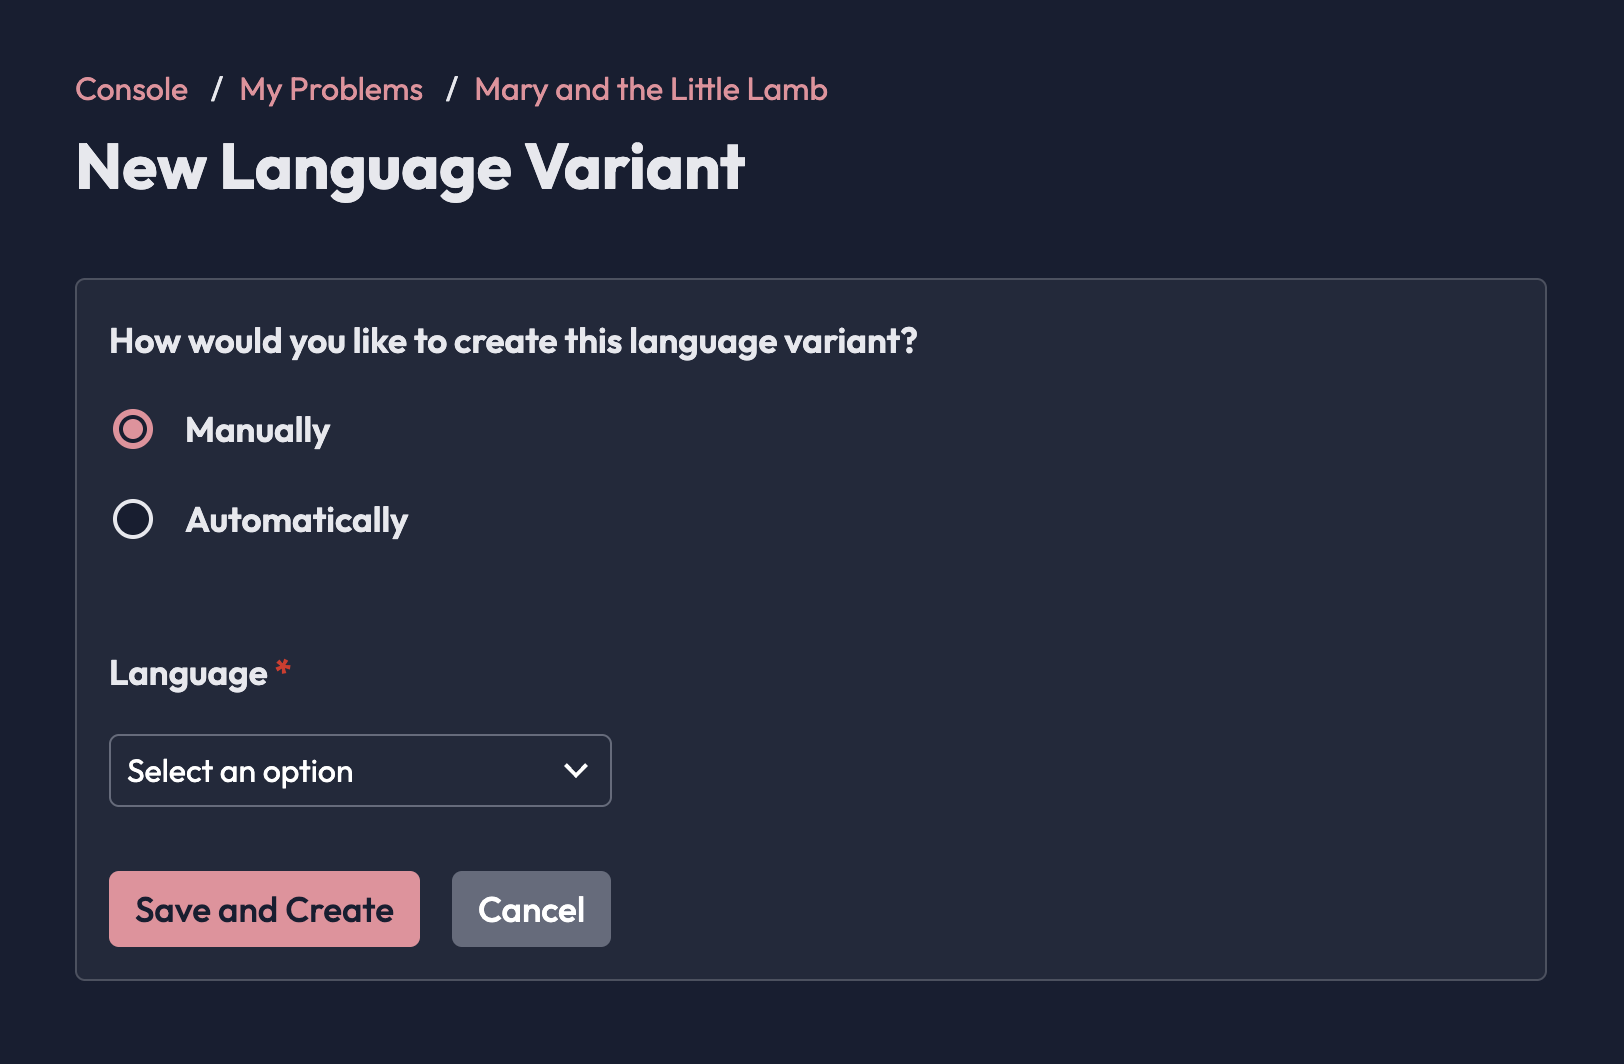 Console / My Problems / Mary and the Little Lamb
New Language Variant
How would you like to create this language variant?
Manually
Automatically
Language *
Select an option
Save and Create Cancel